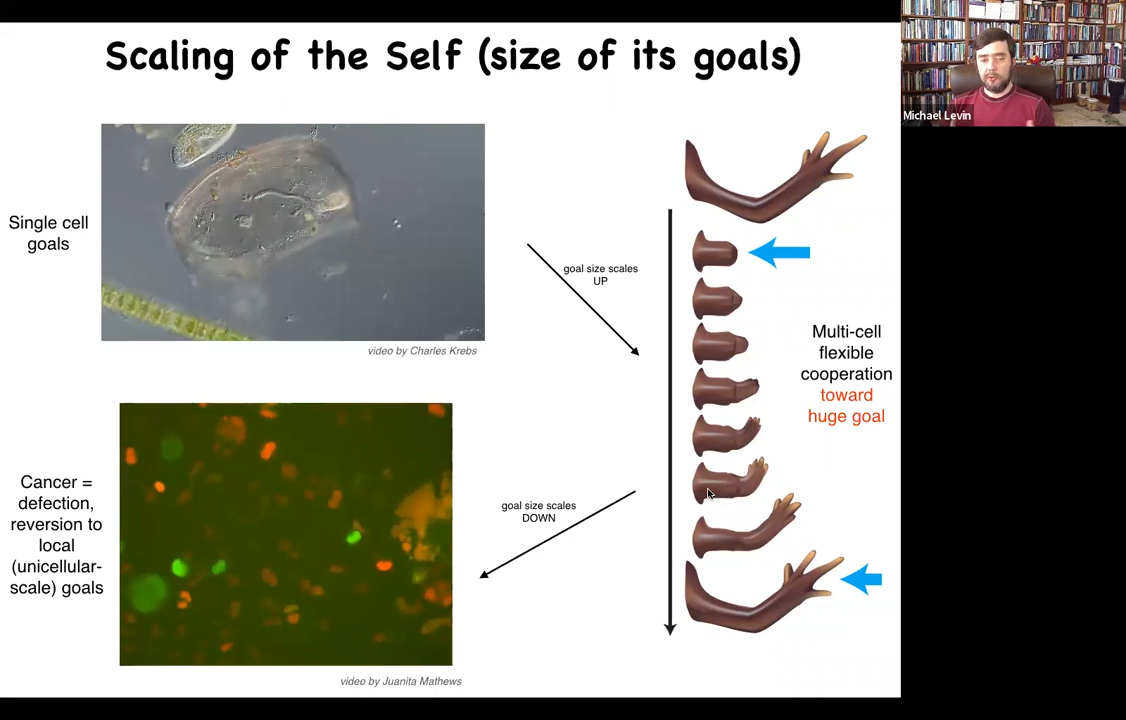 Scaling of the Self (size of its goals)
Michael Levin
Single cell
goals
video by Charles Krebs
goal size scales
UP
Multi-cell
flexible
cooperation
toward
huge goal
goal size scales
DOWN
Cancer =
defection,
reversion to
local
(unicellular-
scale) goals
video by Juanita Mathews